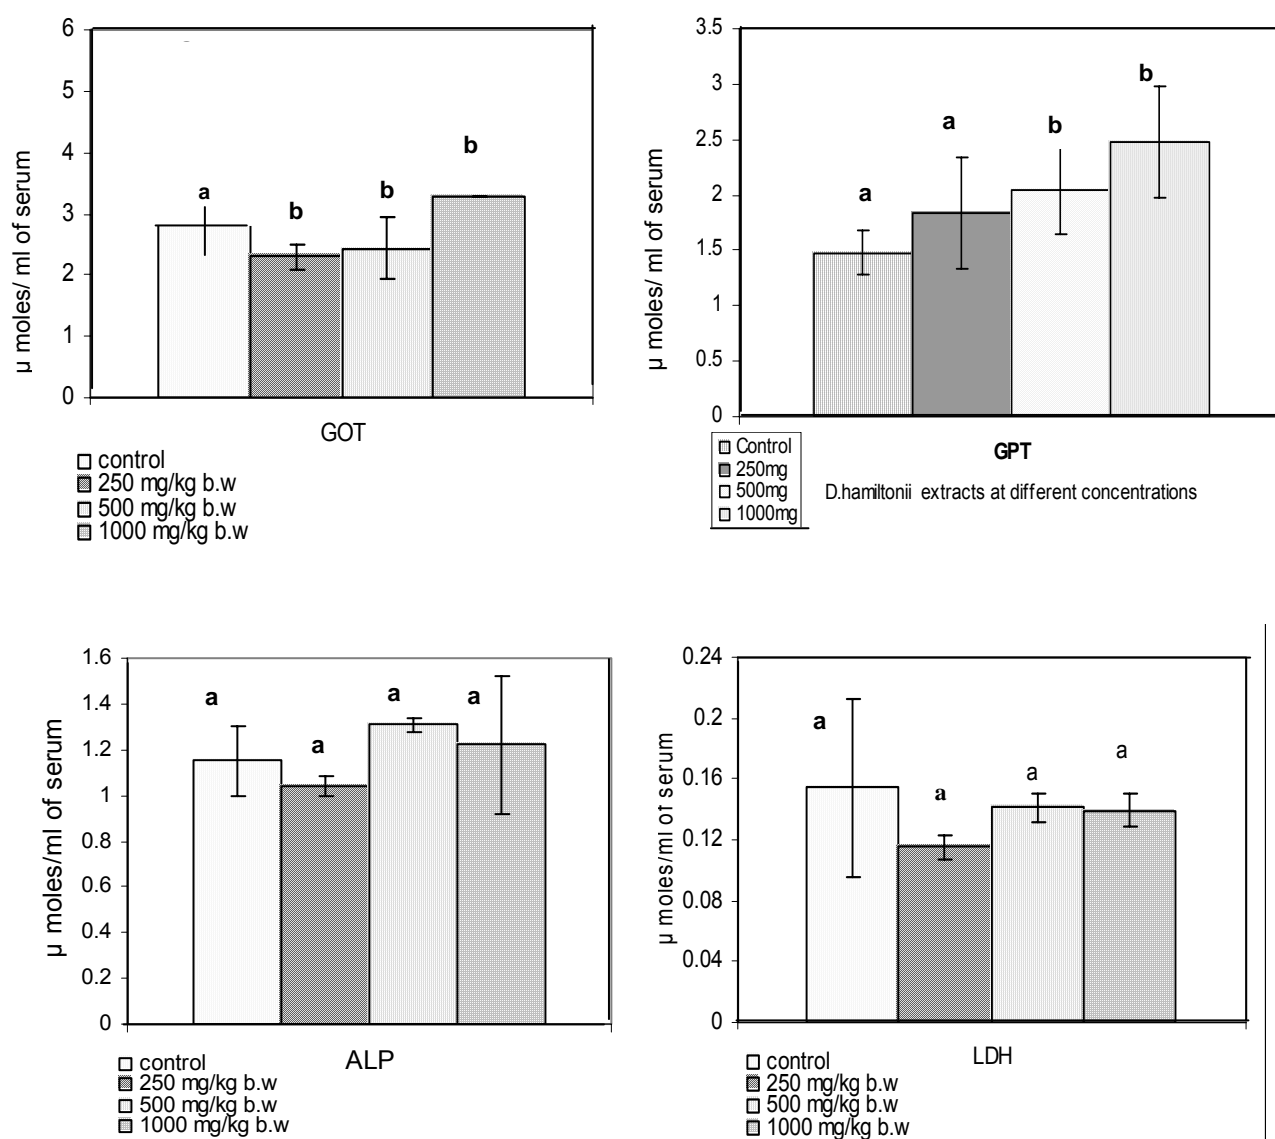 6
5
4
3
2
1
0
μ moles/ ml of serum
a
b
b
b
GOT
control
250 mg/kg b.w
500 mg/kg b.w
1000 mg/kg b.w
3.5
3
2.5
2
1.5
1
0.5
0
μ moles/ ml of serum
a
a
b
b
GPT
D.hamiltonii extracts at different concentrations
Control
250mg
500mg
1000mg
1.6
1.4
1.2
1
0.8
0.6
0.4
0.2
0
μ moles/ml of serum
a
a
a
a
ALP
control
250 mg/kg b.w
500 mg/kg b.w
1000 mg/kg b.w
0.24
0.2
0.16
0.12
0.08
0.04
0
μ moles/ml of serum
a
a
a
a
LDH
control
250 mg/kg b.w
500 mg/kg b.w
1000 mg/kg b.w